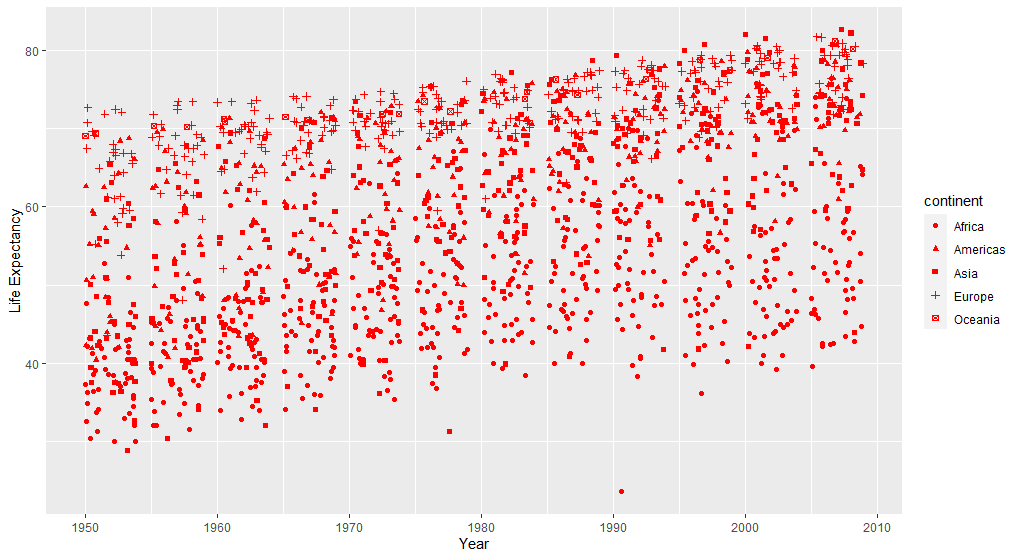 80
60
40
Life Expectancy
1950 1960 1970 1980 1990 2000 2010
Year
continent
Africa
Americas
Asia
Europe
Oceania